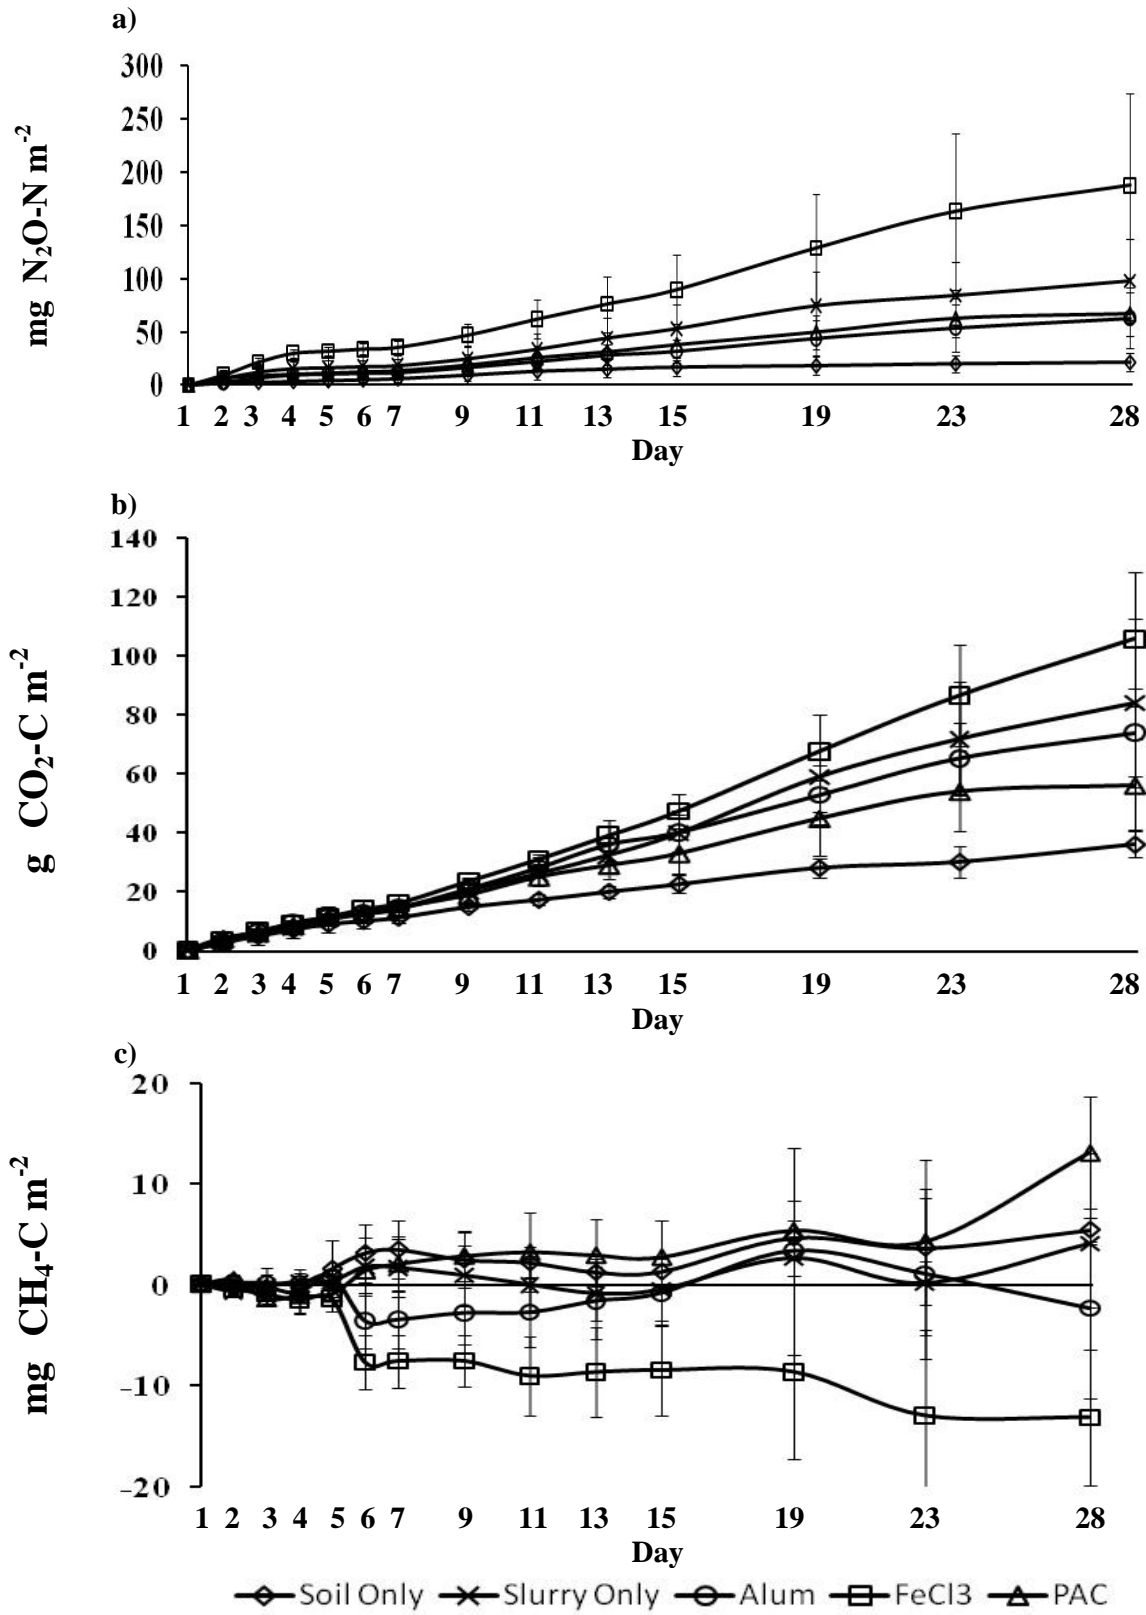 a)
mg N₂O-N m⁻²
300
250
200
150
100
50
0
1 2 3 4 5 6 7 9 11 13 15 19 23 28
Day
b)
g CO₂-C m⁻²
140
120
100
80
60
40
20
0
1 2 3 4 5 6 7 9 11 13 15 19 23 28
Day
c)
mg CH₄-C m⁻²
20
10
0
-10
-20
1 2 3 4 5 6 7 9 11 13 15 19 23 28
Day
Soil Only Slurry Only Alum FeCl3 PAC